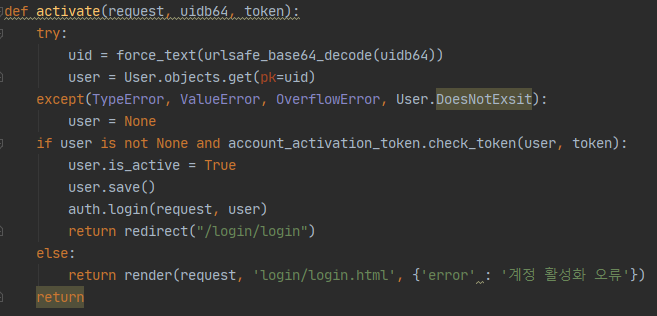 def activate(request, uidb64, token):
    try:
        uid = force_text(urlsafe_base64_decode(uidb64))
        user = User.objects.get(pk=uid)
    except(TypeError, ValueError, OverflowError, User.DoesNotExsit):
        user = None
    if user is not None and account_activation_token.check_token(user, token):
        user.is_active = True
        user.save()
        auth.login(request, user)
        return redirect("/login/login")
    else:
        return render(request, 'login/login.html', {'error' : '계정 활성화 오류'})
    return